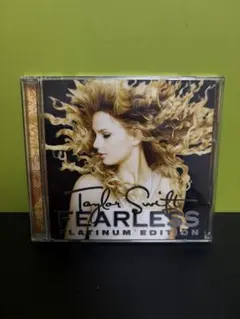 Taylor Swift
FEARLESS
PLATINUM EDITION